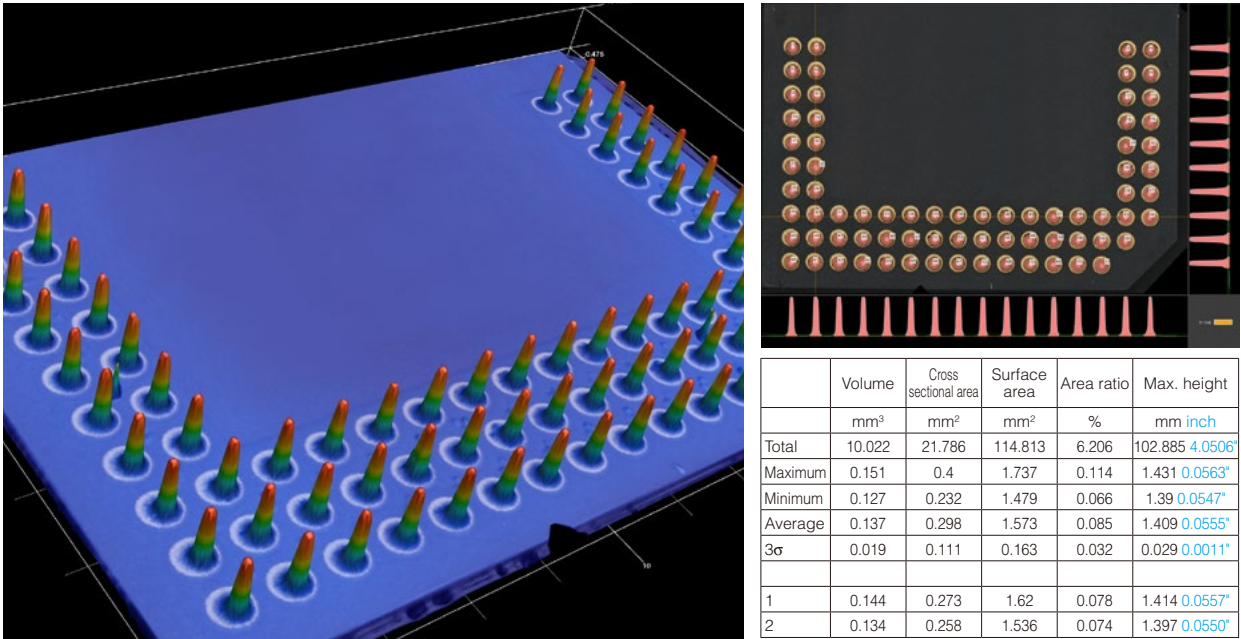 0.475
10
Volume Cross sectional area Surface area Area ratio Max. height
mm³ mm² mm² % mm inch
Total 10.022 21.786 114.813 6.206 102.885 4.0506"
Maximum 0.151 0.4 1.737 0.114 1.431 0.0563"
Minimum 0.127 0.232 1.479 0.066 1.39 0.0547"
Average 0.137 0.298 1.573 0.085 1.409 0.0555"
3σ 0.019 0.111 0.163 0.032 0.029 0.0011"
1 0.144 0.273 1.62 0.078 1.414 0.0557"
2 0.134 0.258 1.536 0.074 1.397 0.0550"